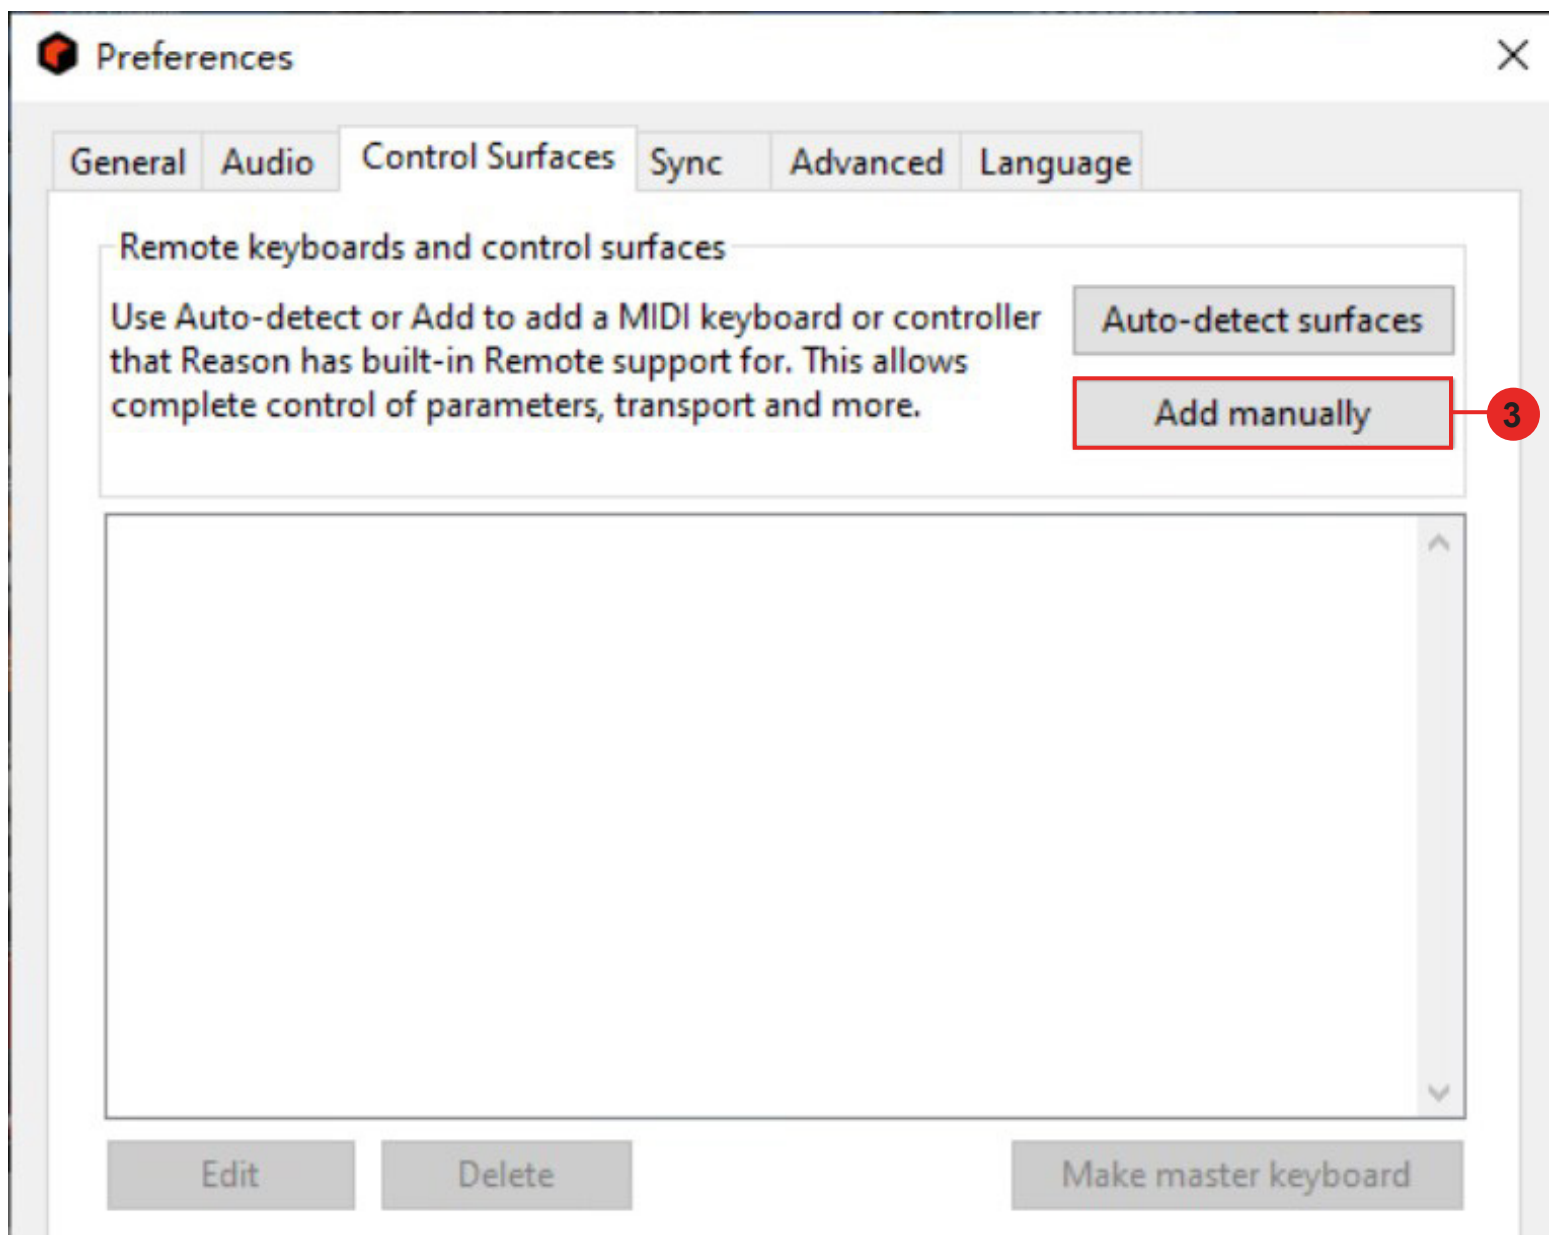 Preferences
General Audio Control Surfaces Sync Advanced Language
Remote keyboards and control surfaces
Use Auto-detect or Add to add a MIDI keyboard or controller
that Reason has built-in Remote support for. This allows
complete control of parameters, transport and more.
Auto-detect surfaces
Add manually
3
Edit Delete Make master keyboard